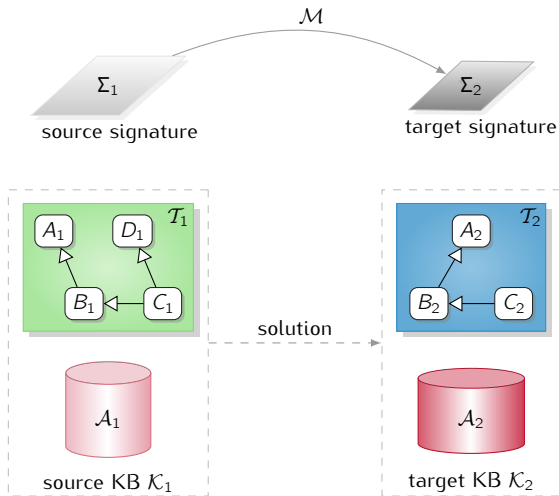 ℳ
Σ₁
Σ₂
source signature
target signature
𝒯₁
A₁ D₁
B₁ C₁
𝒯₂
A₂
B₂ C₂
solution
𝒜₁
𝒜₂
source KB 𝒦₁
target KB 𝒦₂